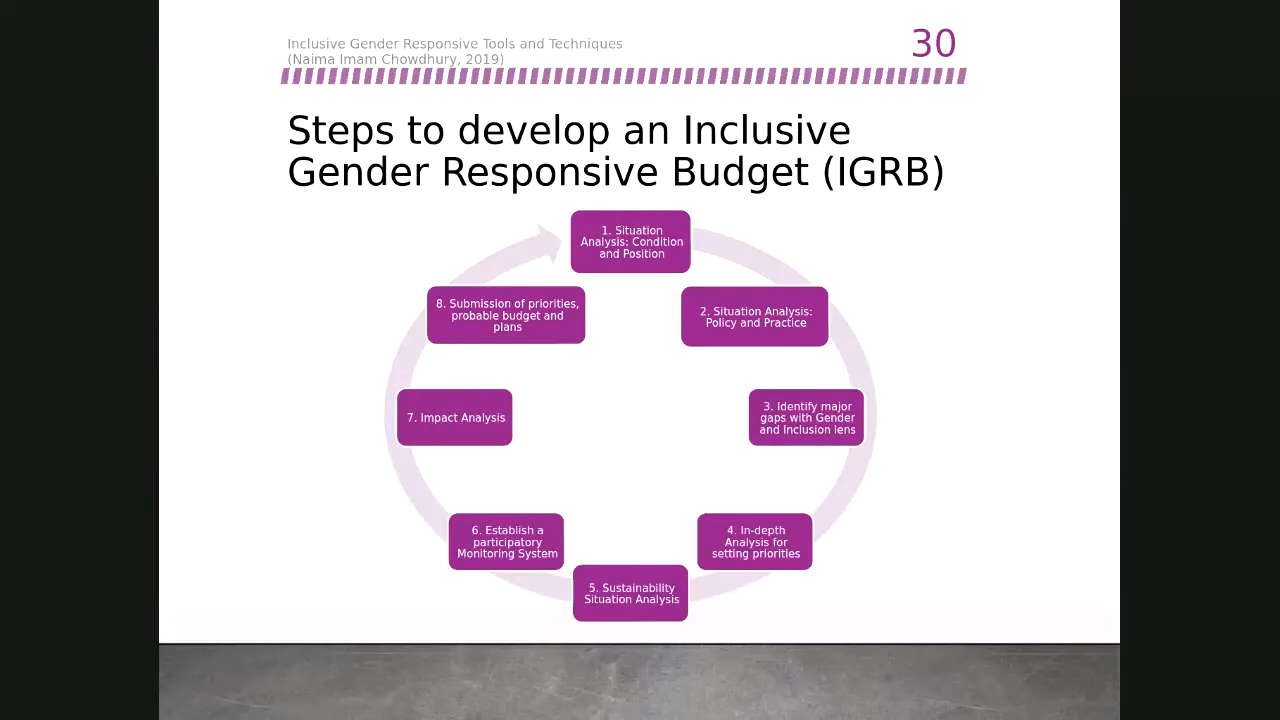 Inclusive Gender Responsive Tools and Techniques
(Naima Imam Chowdhury, 2019)
30
Steps to develop an Inclusive
Gender Responsive Budget (IGRB)
1. Situation
Analysis: Condition
and Position
2. Situation Analysis:
Policy and Practice
3. Identify major
gaps with Gender
and Inclusion lens
4. In-depth
Analysis for
setting priorities
5. Sustainability
Situation Analysis
6. Establish a
participatory
Monitoring System
7. Impact Analysis
8. Submission of priorities,
probable budget and
plans